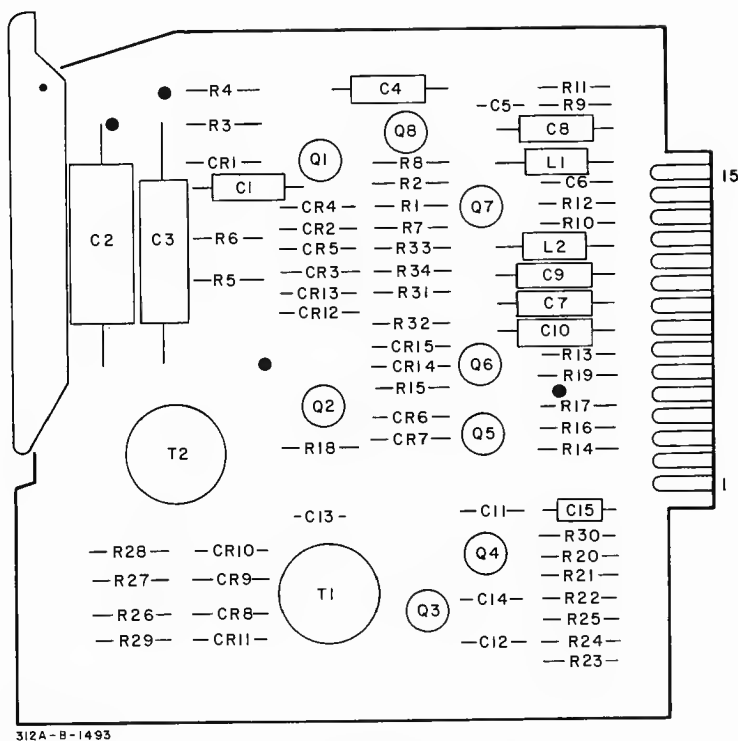 R4
C4
R11
C5
R9
R3
Q8
C8
CR1
Q1
R8
L1
15
C1
R2
C6
CR4
R1
Q7
R12
CR2
R7
R10
C2
C3
R6
CR5
R33
L2
CR3
R34
C9
R5
CR13
R31
C7
CR12
R32
C10
CR15
R13
CR14
Q6
R19
R15
Q2
R17
CR6
Q5
R16
CR7
T2
R18
R14
1
C13
C11
C15
R30
R28
CR10
Q4
R20
R27
CR9
T1
R21
C14
R22
R26
CR8
Q3
R25
R29
CR11
C12
R24
R23
312A-B-1493